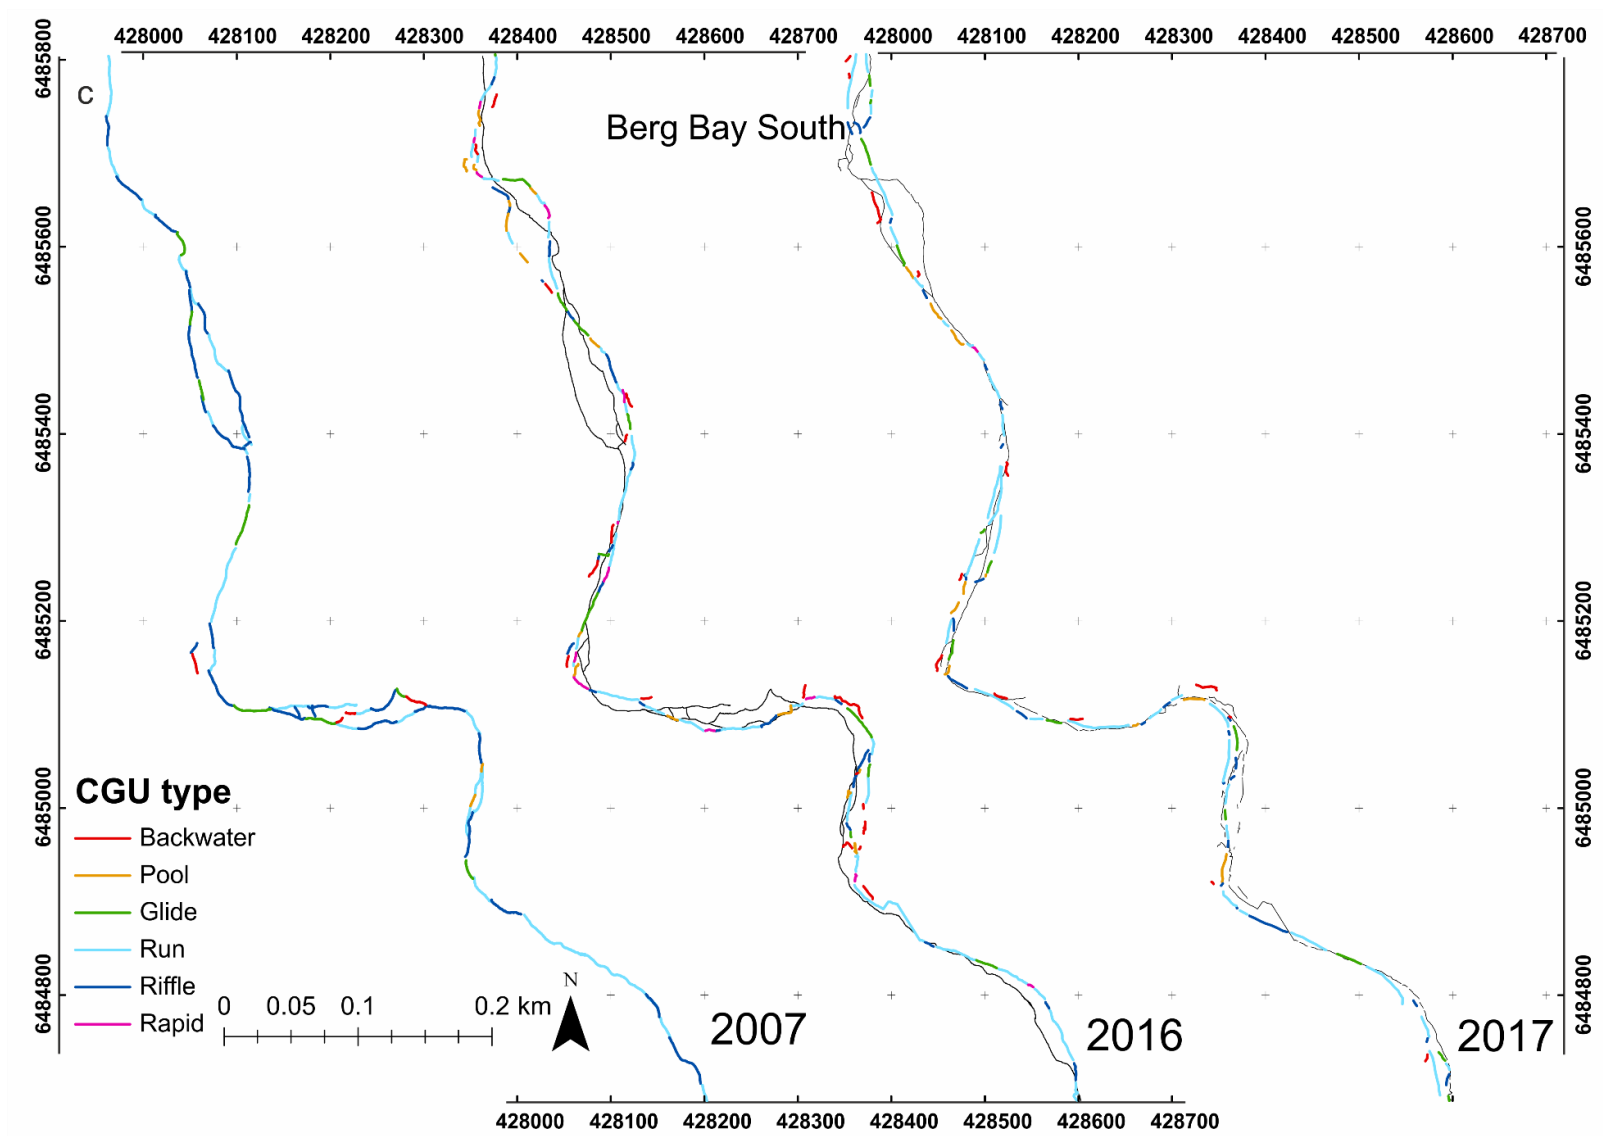 428000 428100 428200 428300 428400 428500 428600 428700 428000 428100 428200 428300 428400 428500 428600 428700
6485800
C
Berg Bay South
6485600 6485600
6485400 6485400
6485200 6485200
6485000 6485000
CGU type
Backwater
Pool
Glide
Run
Riffle
Rapid
6484800 6484800
N
0 0.05 0.1 0.2 km
2007 2016 2017
428000 428100 428200 428300 428400 428500 428600 428700